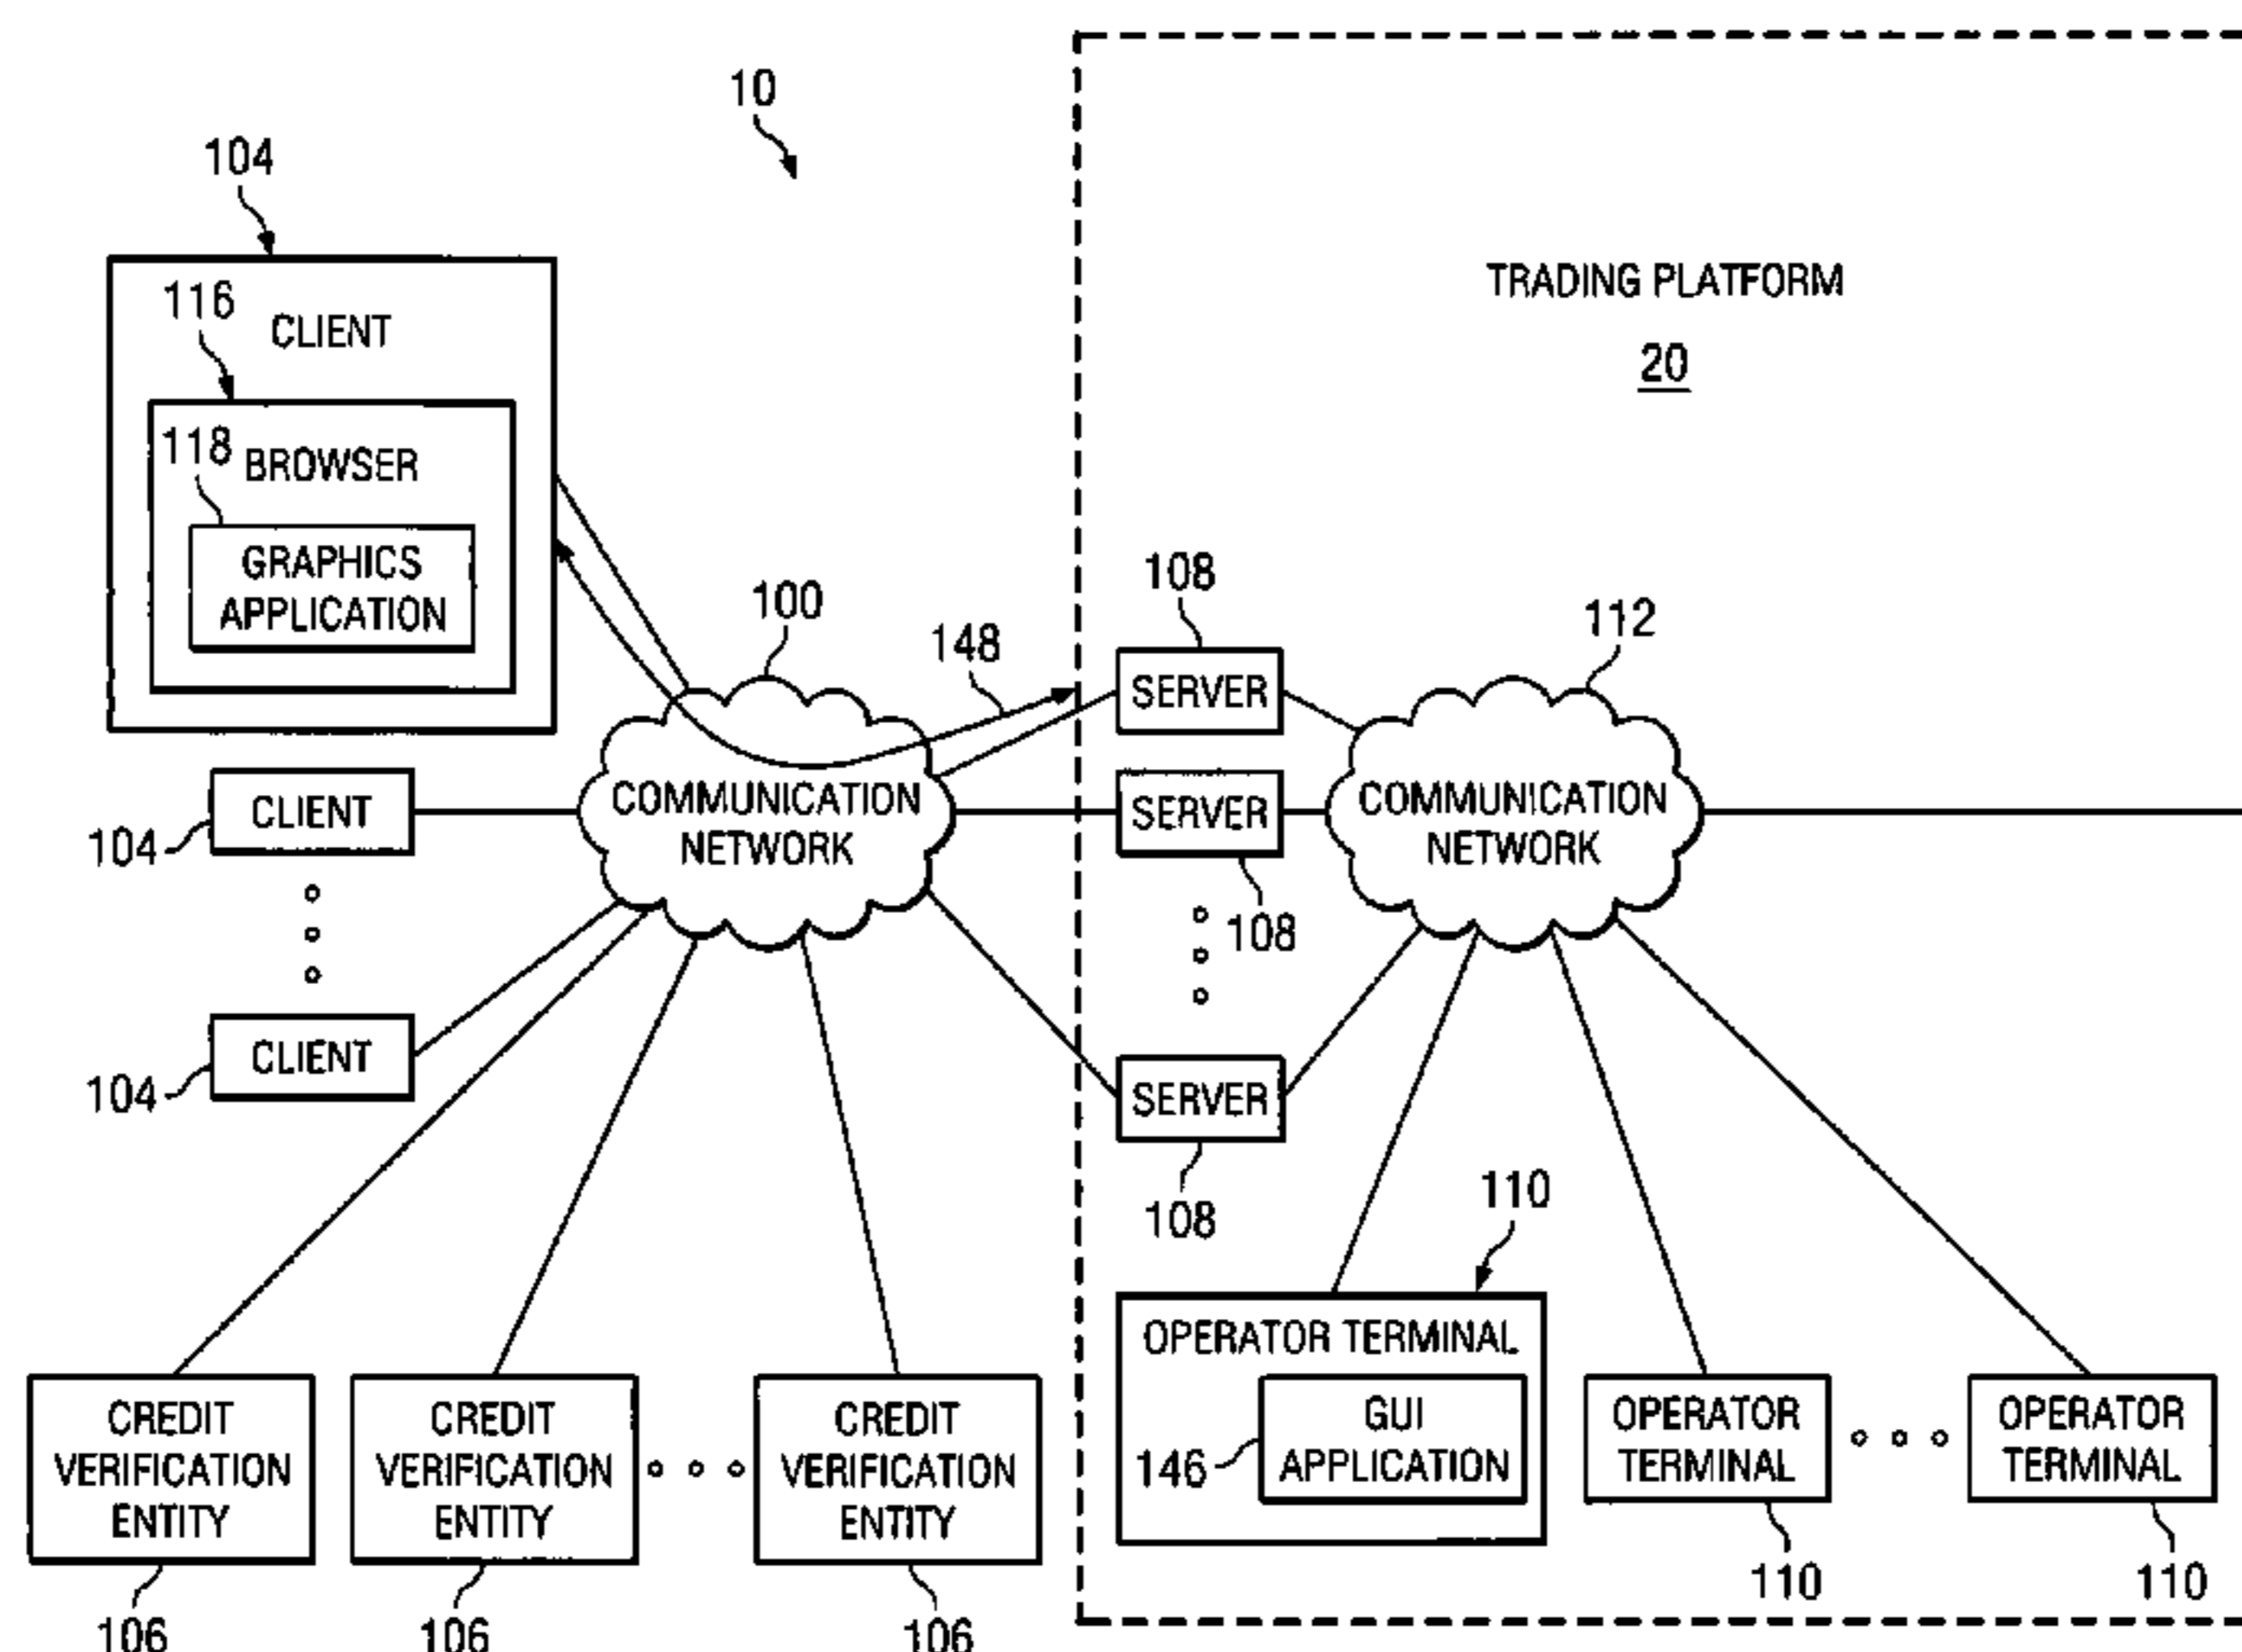 10
104
116
CLIENT
118
BROWSER
GRAPHICS
APPLICATION
TRADING PLATFORM
20
100
148
108
SERVER
112
COMMUNICATION
NETWORK
CLIENT
104
SERVER
108
COMMUNICATION
NETWORK
CLIENT
104
SERVER
108
110
OPERATOR TERMINAL
GUI
APPLICATION
146
OPERATOR
TERMINAL
110
OPERATOR
TERMINAL
110
CREDIT
VERIFICATION
ENTITY
106
CREDIT
VERIFICATION
ENTITY
106
CREDIT
VERIFICATION
ENTITY
106